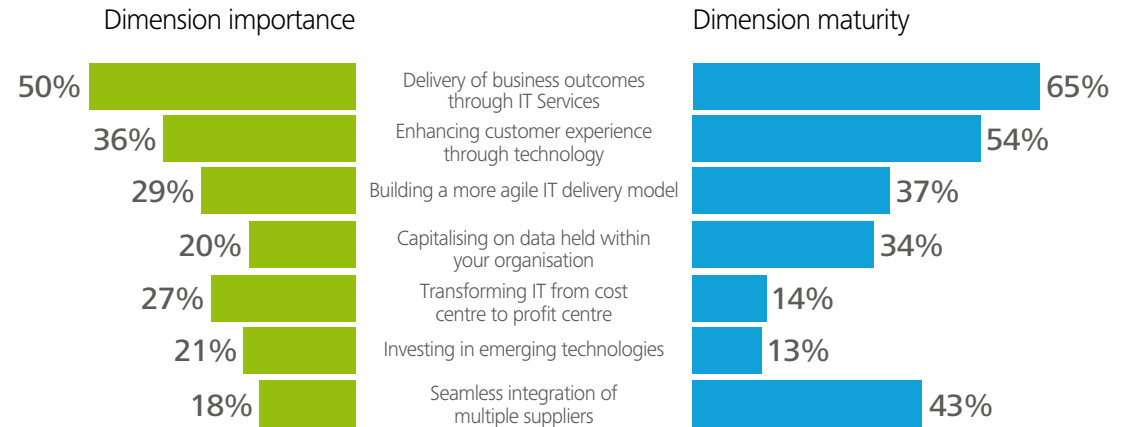 Dimension importance
Dimension maturity
50%
Delivery of business outcomes
through IT Services
65%
36%
Enhancing customer experience
through technology
54%
29%
Building a more agile IT delivery model
37%
20%
Capitalising on data held within
your organisation
34%
27%
Transforming IT from cost
centre to profit centre
14%
21%
Investing in emerging technologies
13%
18%
Seamless integration of
multiple suppliers
43%